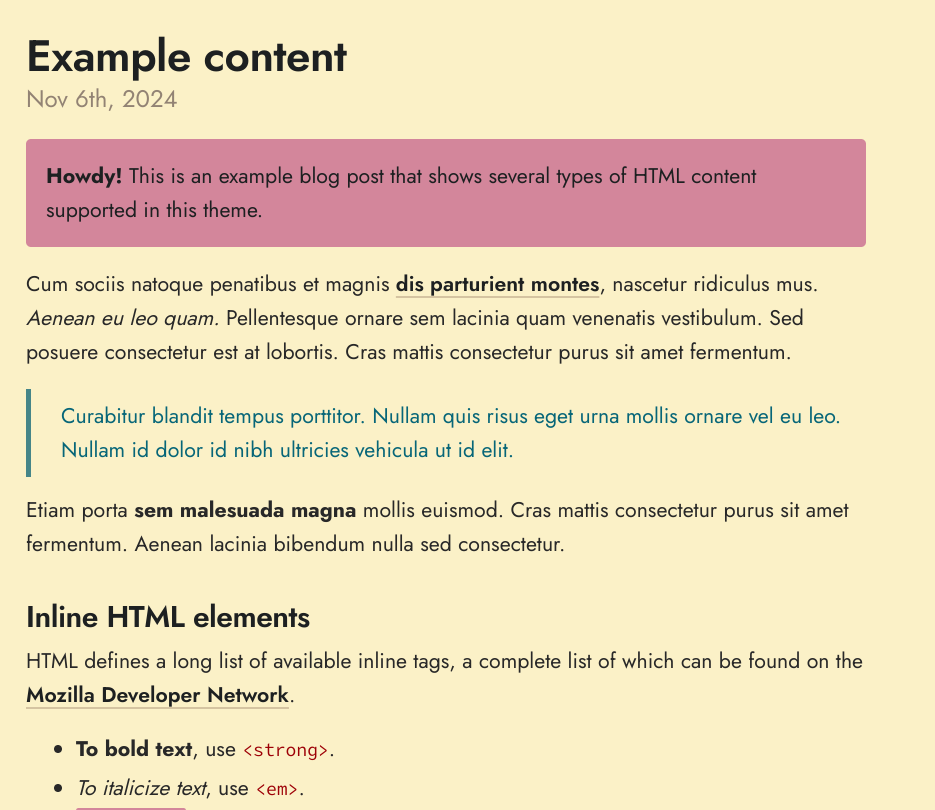 Example content
Nov 6th, 2024
Howdy! This is an example blog post that shows several types of HTML content
supported in this theme.
Cum sociis natoque penatibus et magnis dis parturient montes, nascetur ridiculus mus.
Aenean eu leo quam. Pellentesque ornare sem lacinia quam venenatis vestibulum. Sed
posuere consectetur est at lobortis. Cras mattis consectetur purus sit amet fermentum.
Curabitur blandit tempus porttitor. Nullam quis risus eget urna mollis ornare vel eu leo.
Nullam id dolor id nibh ultricies vehicula ut id elit.
Etiam porta sem malesuada magna mollis euismod. Cras mattis consectetur purus sit amet
fermentum. Aenean lacinia bibendum nulla sed consectetur.
Inline HTML elements
HTML defines a long list of available inline tags, a complete list of which can be found on the
Mozilla Developer Network.
• To bold text, use <strong>.
• To italicize text, use <em>.